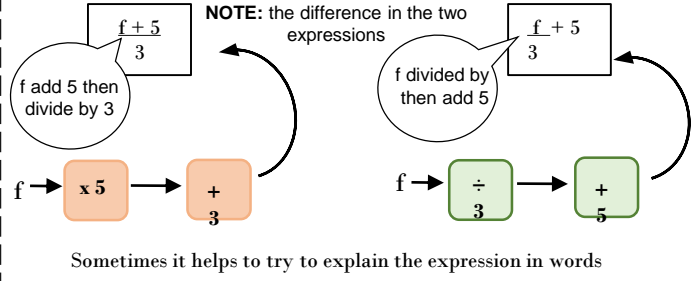 NOTE: the difference in the two
expressions
f + 5
3
f add 5 then
divide by 3
f + 5
3
f divided by
then add 5
f
x 5
+
3
f
÷
3
+
5
Sometimes it helps to try to explain the expression in words